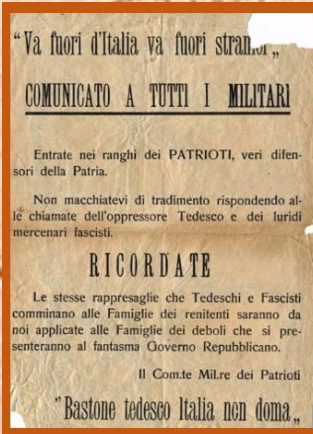 “Va fuori d'Italia va fuori
COMUNICATO A TUTTI I MILITARI
Entrate nei ranghi dei PATRIOTI, veri difen-
sori della Patria.
Non macchiatevi di tradimento rispondendo al-
le chiamate dell'oppressore Tedesco e dei luridi
mercenari fascisti.
RICORDATE
Le stesse rappresaglie che Tedeschi e Fascisti
comminano alle Famiglie dei renitenti saranno da
noi applicate alle Famiglie dei deboli che si pre-
senteranno al fantasma Governo Repubblicano.
Il Com.te Mil.re dei Patrioti
"Bastone tedesco Italia non doma„